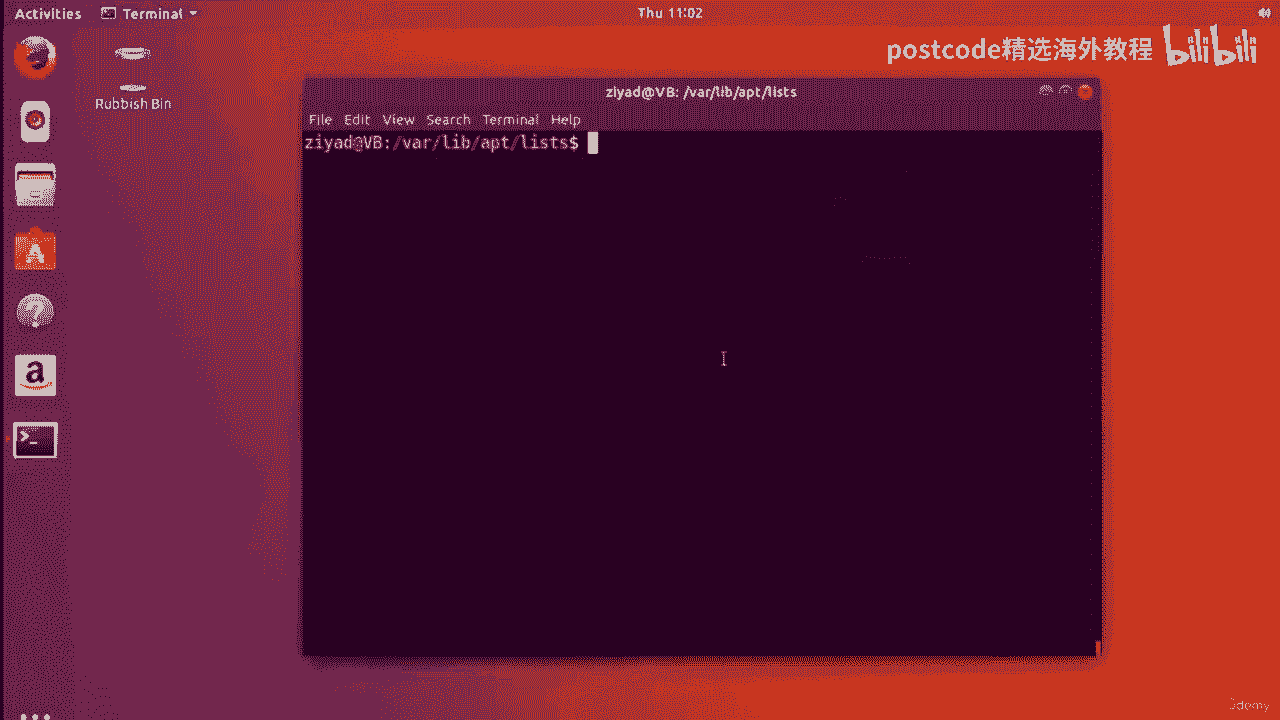 Activities Terminal Thu 11:02
postcode精选海外教程 bilibili
Rubbish Bin
ziyad@VB: /var/lib/apt/lists
File Edit View Search Terminal Help
ziyad@VB:/var/lib/apt/lists$
Udemy